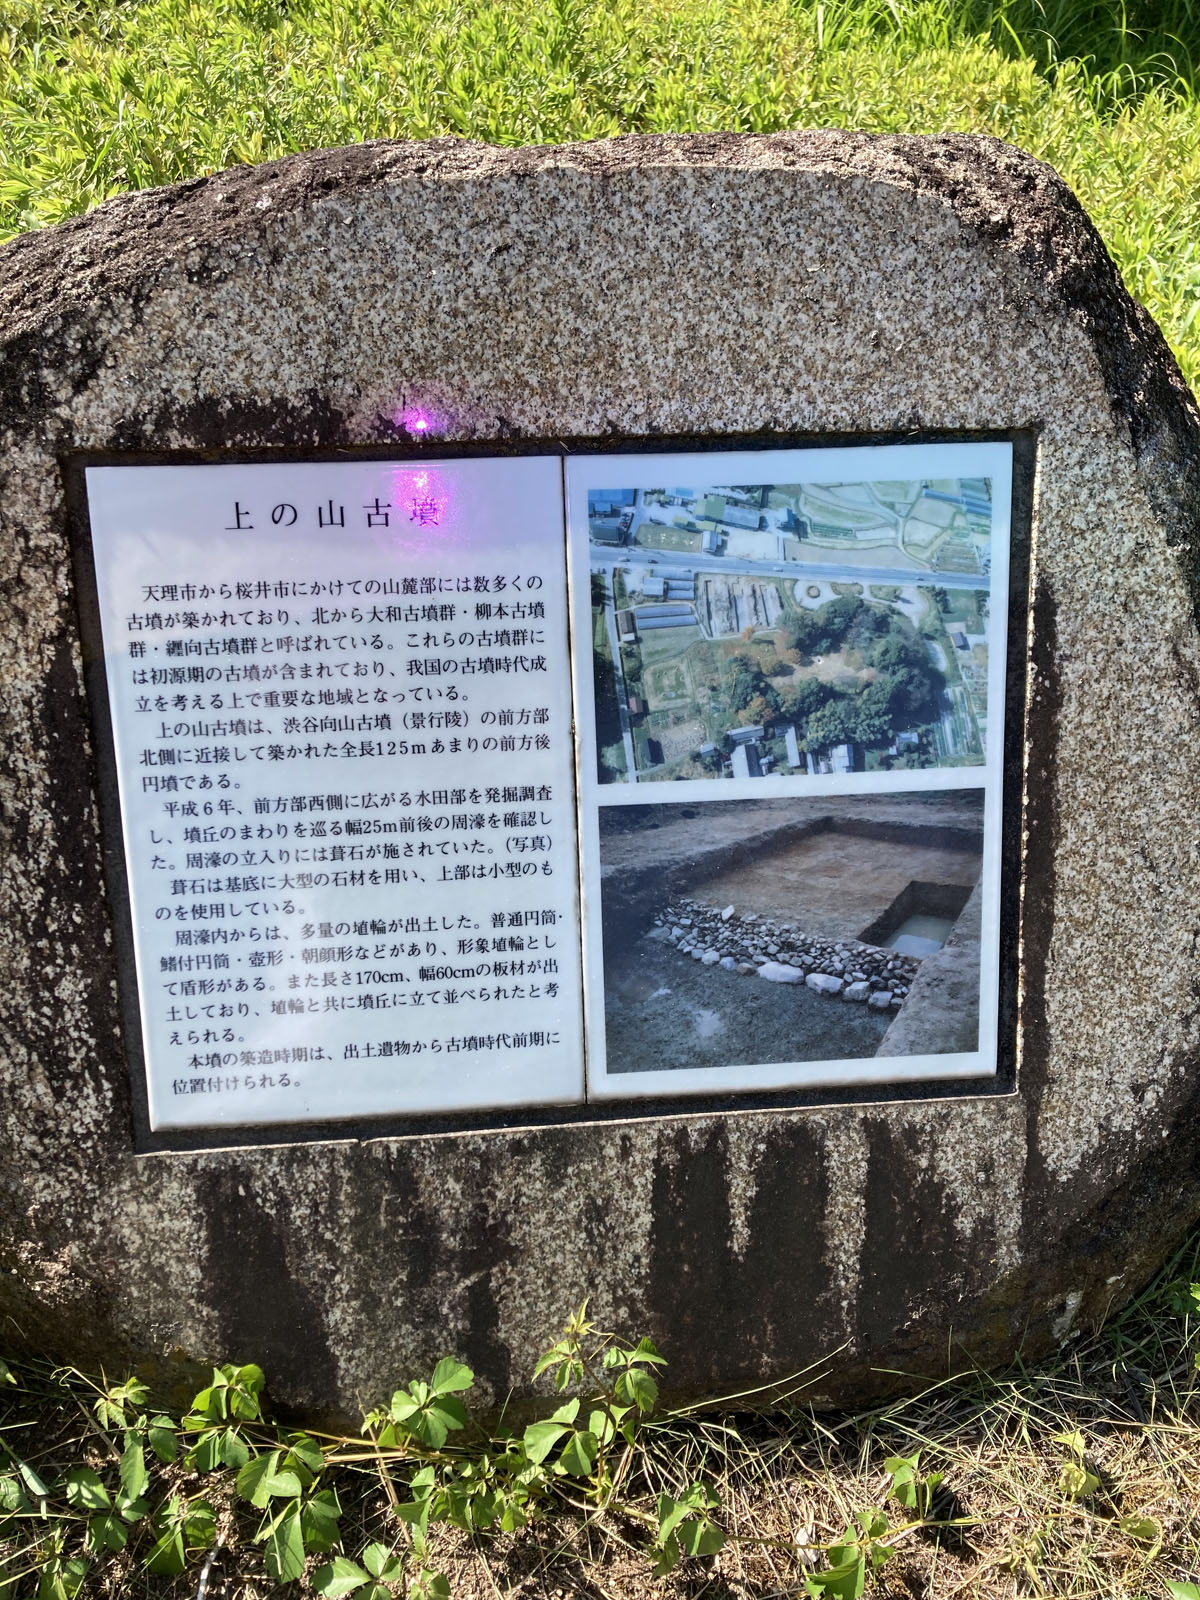 上の山古墳
天理市から桜井市にかけての山麓部には数多くの
古墳が築かれており、北から大和古墳群・柳本古墳
群・纒向古墳群と呼ばれている。これらの古墳群に
は初源期の古墳が含まれており、我国の古墳時代成
立を考える上で重要な地域となっている。
上の山古墳は、渋谷向山古墳（景行陵）の前方部
北側に近接して築かれた全長125mあまりの前方後
円墳である。
平成6年、前方部西側に広がる水田部を発掘調査
し、墳丘のまわりを巡る幅25m前後の周濠を確認し
た。周濠の立入りには葺石が施されていた。（写真）
葺石は基底に大型の石材を用い、上部は小型のも
のを使用している。
周濠内からは、多量の埴輪が出土した。普通円筒・
鰭付円筒・壺形・朝顔形などがあり、形象埴輪とし
て盾形がある。また長さ170cm、幅60cmの板材が出
土しており、埴輪と共に墳丘に立て並べられたと考
えられる。
本墳の築造時期は、出土遺物から古墳時代前期に
位置付けられる。